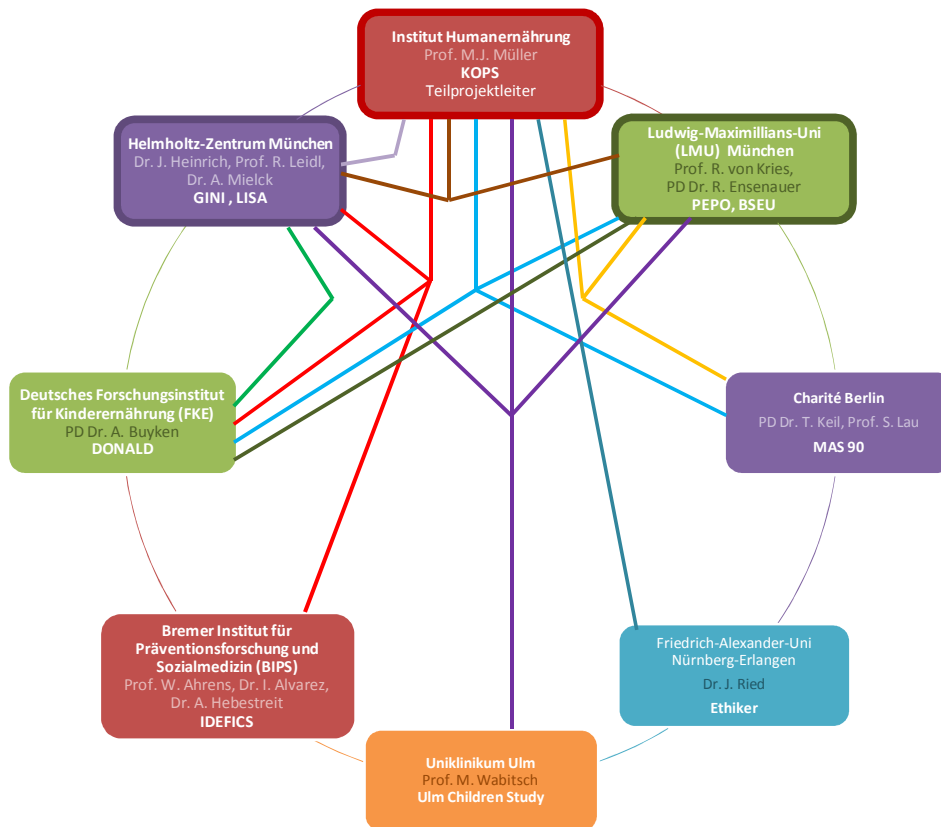 Institut Humanernährung
Prof. M.J. Müller
KOPS
Teilprojektleiter
Helmholtz-Zentrum München
Dr. J. Heinrich, Prof. R. Leidl,
Dr. A. Mielck
GINI , LISA
Ludwig-Maximillians-Uni
(LMU) München
Prof. R. von Kries,
PD Dr. R. Ensenauer
PEPO, BSEU
Deutsches Forschungsinstitut
für Kinderernährung (FKE)
PD Dr. A. Buyken
DONALD
Charité Berlin
PD Dr. T. Keil, Prof. S. Lau
MAS 90
Bremer Institut für
Präventionsforschung und
Sozialmedizin (BIPS)
Prof. W. Ahrens, Dr. I. Alvarez,
Dr. A. Hebestreit
IDEFICS
Friedrich-Alexander-Uni
Nürnberg-Erlangen
Dr. J. Ried
Ethiker
Uniklinikum Ulm
Prof. M. Wabitsch
Ulm Children Study